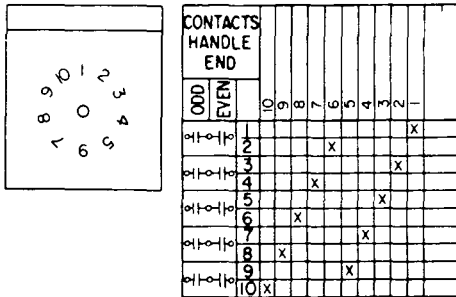 10 1 2
9 3
8 0 4
7 6 5
CONTACTS
HANDLE
END
ODD EVEN 10 9 8 7 6 5 4 3 2 1
1 X
2 X
3 X
4 X
5 X
6 X
7 X
8 X
9 X
10 X